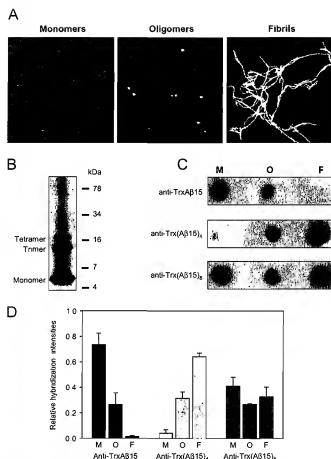 A
Monomers Oligomers Fibrils
B
kDa
78
34
Tetramer 16
Trimer
7
Monomer
4
C
M O F
anti-TrxAβ15
anti-Trx(Aβ15)₄
anti-Trx(Aβ15)₈
D
Relative hybridization intensities
1 0
0 8
0 6
0 4
0 2
0
M O F M O F M O F
Anti-TrxAβ15 Anti-Trx(Aβ15)₄ Anti-Trx(Aβ15)₈